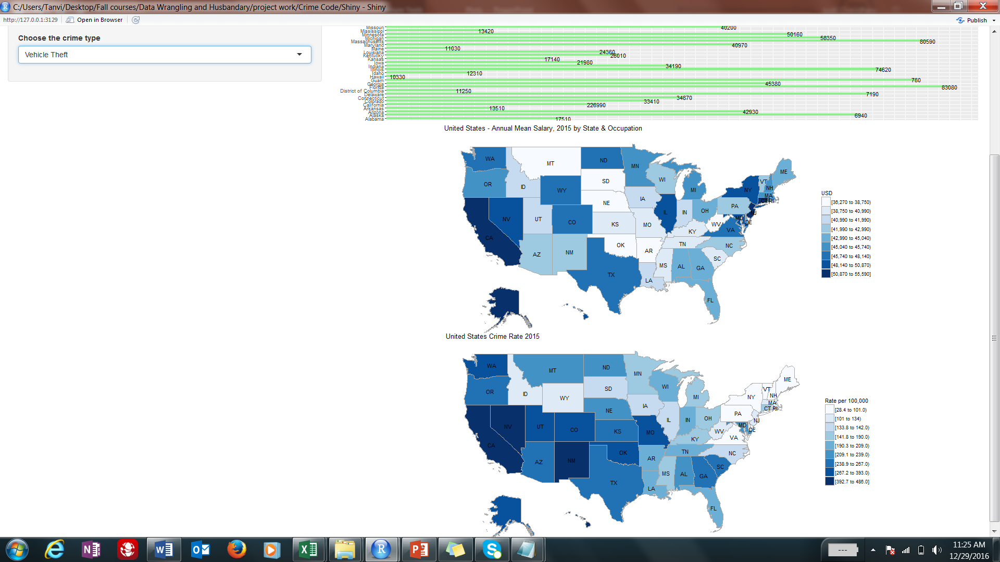 C:/Users/Tanvi/Desktop/Fall courses/Data Wrangling and Husbandary/project work/Crime Code/Shiny - Shiny
http://127.0.0.1:3129 Open in Browser Publish
Choose the crime type
Vehicle Theft
Missouri 40200
Mississippi 13420
Minnesota 50160
Michigan 58350
Massachusetts 80590
Maryland 40970
Maine 11030
Louisiana 24360
Kentucky 26010
Kansas 17140
Iowa 21980
Indiana 34190
Illinois 74620
Idaho 12310
Hawaii 10330
Guam 780
Georgia 45380
Florida 83080
District of Columbia 11250
Delaware 7190
Connecticut 34870
Colorado 33410
California 226990
Arkansas 13510
Arizona 42930
Alaska 6940
Alabama 17510
United States - Annual Mean Salary, 2015 by State & Occupation
WA MT ND MN ME
OR ID WY SD WI MI VT NH NY
MA CT RI
NE IA PA NJ
NV UT CO KS MO IL IN OH MD DE
WV VA KY
CA AZ NM OK AR TN NC SC
TX LA MS AL GA
FL
USD
[36,270 to 38,750)
[38,750 to 40,990)
[40,990 to 41,990)
[41,990 to 42,990)
[42,990 to 45,040)
[45,040 to 45,740)
[45,740 to 48,140)
[48,140 to 50,870)
[50,870 to 55,590]
United States Crime Rate 2015
WA MT ND MN ME
OR ID WY SD WI MI NY VT NH
MA CT RI
NE IA PA NJ
NV UT CO KS MO IL IN OH MD DE
WV VA KY
CA AZ NM OK AR TN NC SC
TX LA MS AL GA
FL
Rate per 100,000
[28.4 to 101.0)
[101 to 134)
[133.8 to 142.0)
[141.8 to 190.0)
[190.3 to 209.0)
[209.1 to 239.0)
[238.9 to 267.0)
[267.2 to 393.0)
[392.7 to 486.0]
11:25 AM
12/29/2016